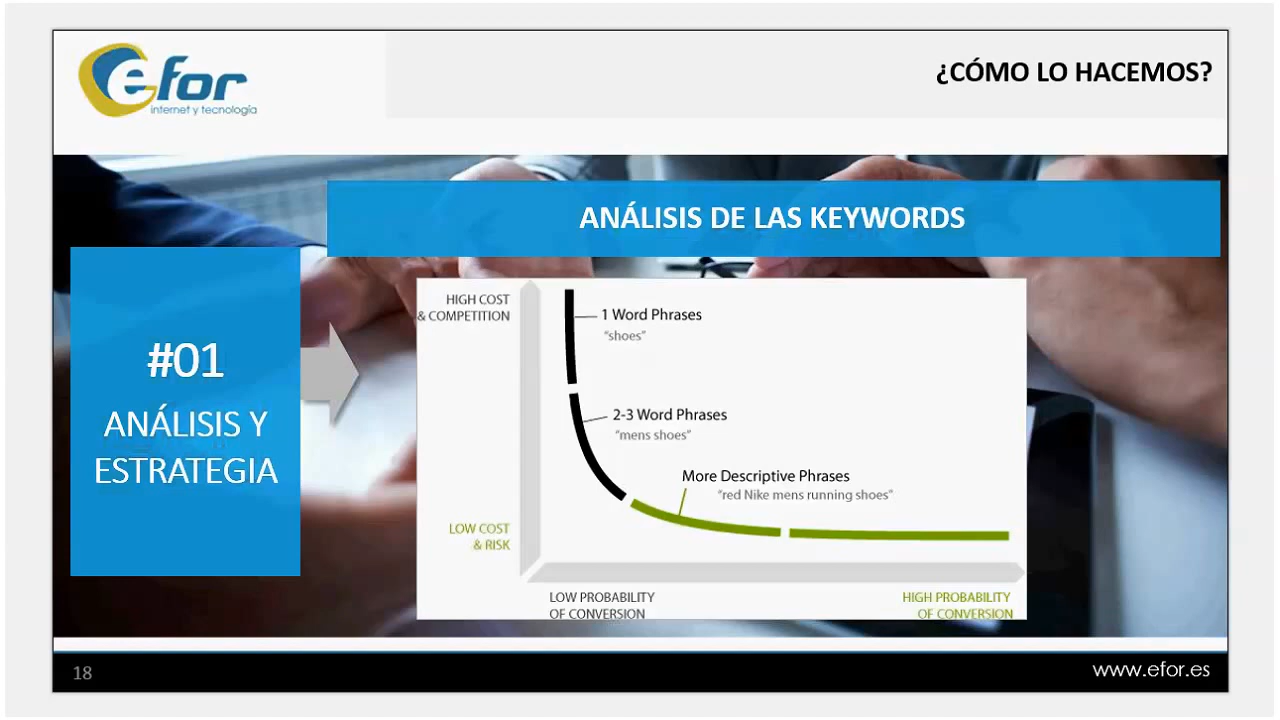 efor
internet y tecnología
¿CÓMO LO HACEMOS?
ANÁLISIS DE LAS KEYWORDS
#01
ANÁLISIS Y
ESTRATEGIA
HIGH COST
& COMPETITION
1 Word Phrases
"shoes"
2-3 Word Phrases
"mens shoes"
More Descriptive Phrases
"red Nike mens running shoes"
LOW COST
& RISK
LOW PROBABILITY
OF CONVERSION
HIGH PROBABILITY
OF CONVERSION
18
www.efor.es